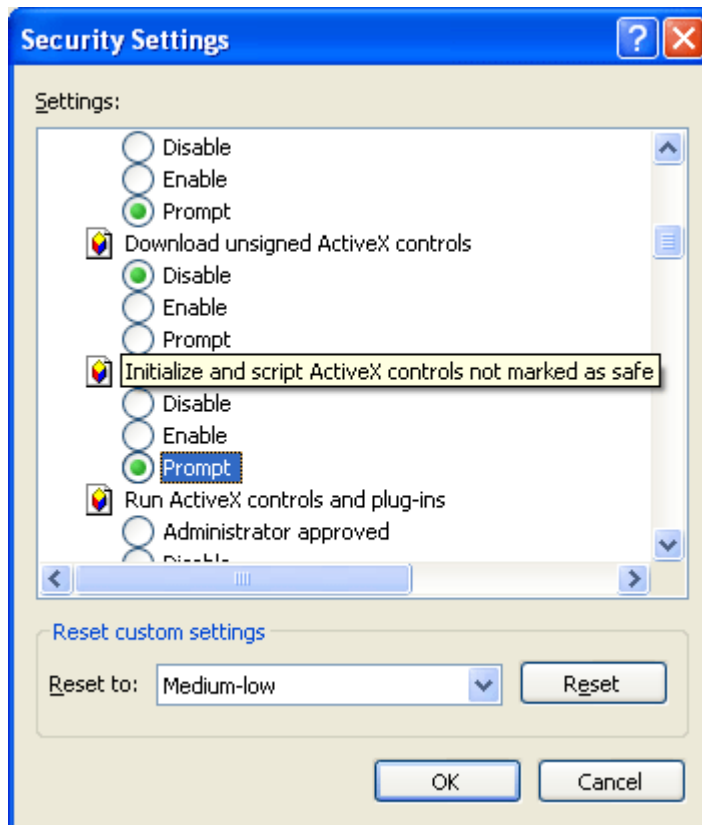 Security Settings
Settings:
Disable
Enable
Prompt
Download unsigned ActiveX controls
Disable
Enable
Prompt
Initialize and script ActiveX controls not marked as safe
Disable
Enable
Prompt
Run ActiveX controls and plug-ins
Administrator approved
Disable
Reset custom settings
Reset to: Medium-low Reset
OK Cancel